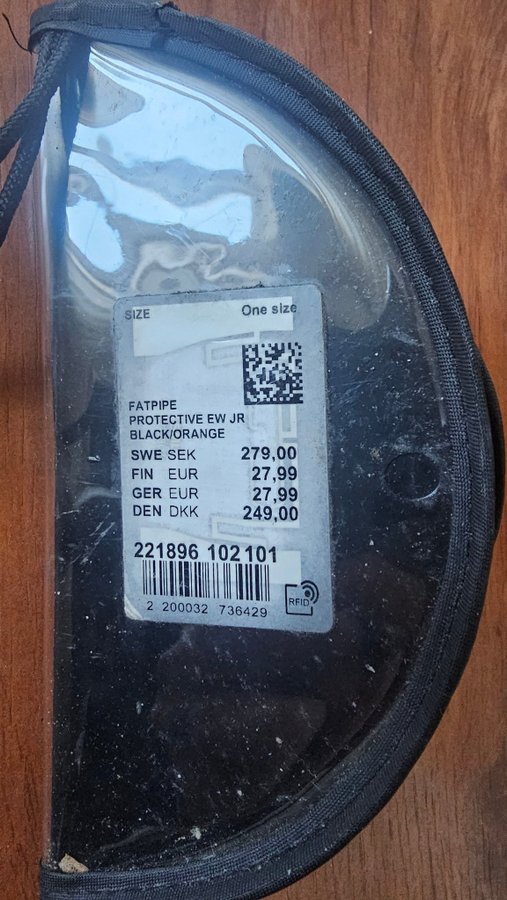 SIZE One size
FATPIPE
PROTECTIVE EW JR
BLACK/ORANGE
SWE SEK 279,00
FIN EUR 27,99
GER EUR 27,99
DEN DKK 249,00
221896 102101
2 200032 736429
RFID